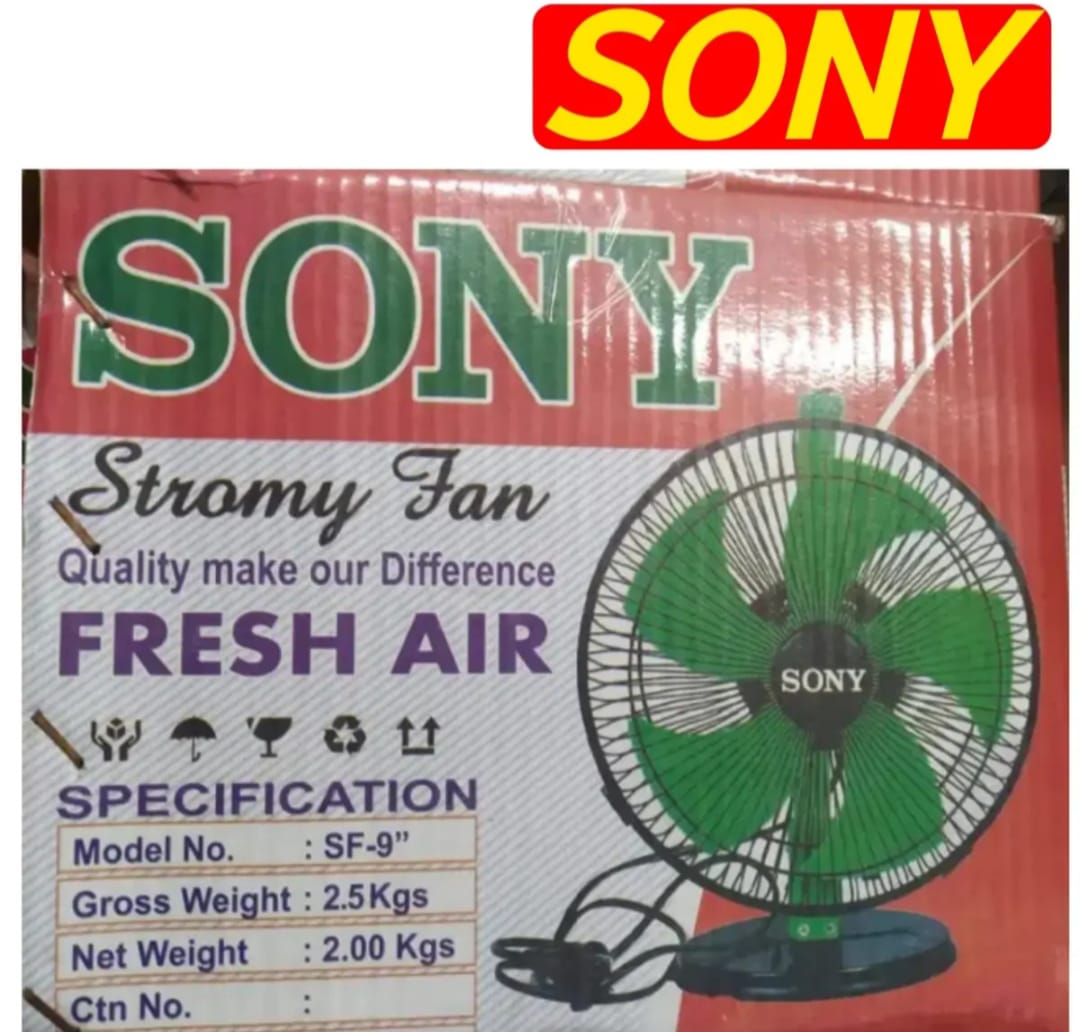 SONY
SONY
Stromy Fan
Quality make our Difference
FRESH AIR
SONY
SPECIFICATION
Model No. : SF-9”
Gross Weight : 2.5Kgs
Net Weight : 2.00 Kgs
Ctn No. :